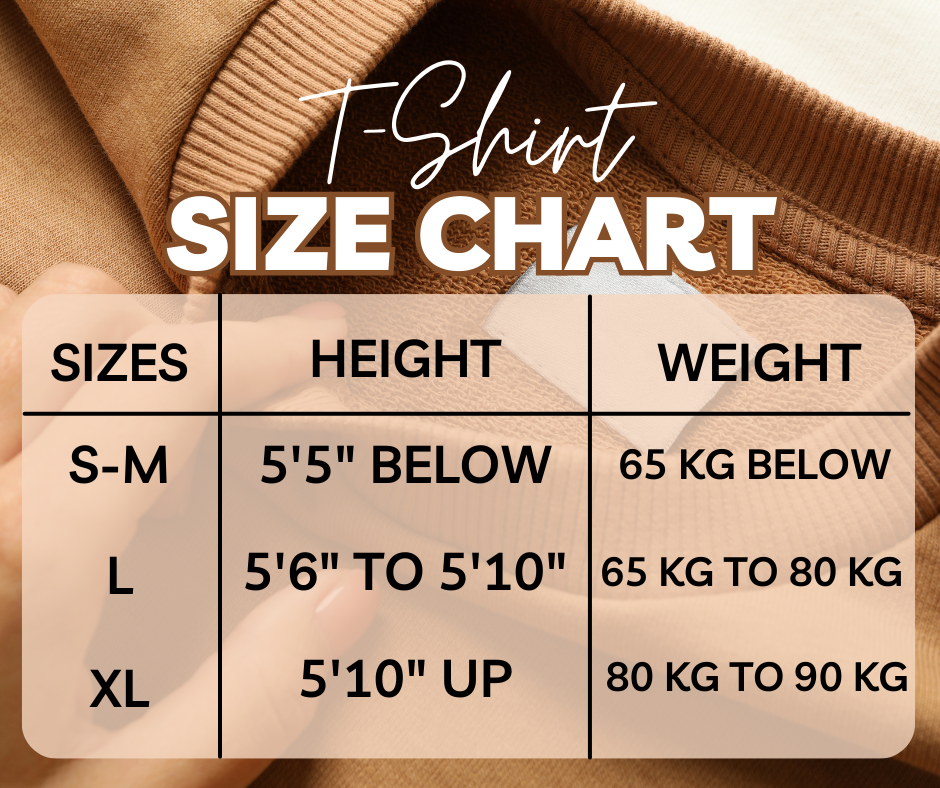 T-Shirt
SIZE CHART
SIZES HEIGHT WEIGHT
S-M 5'5" BELOW 65 KG BELOW
L 5'6" TO 5'10" 65 KG TO 80 KG
XL 5'10" UP 80 KG TO 90 KG